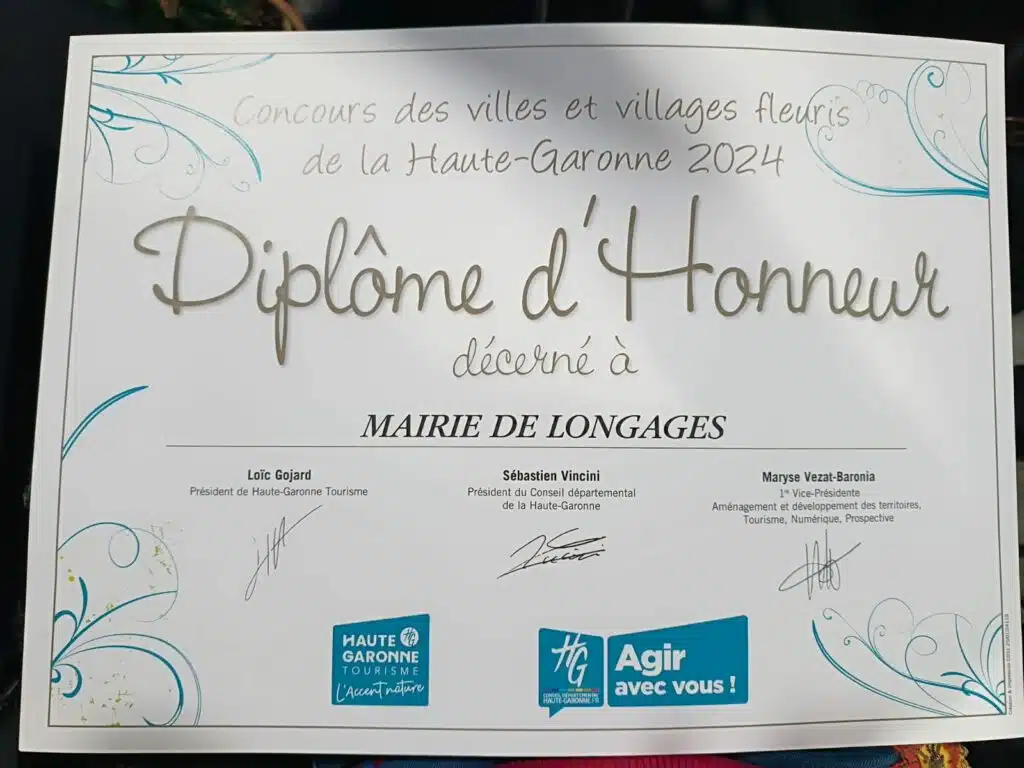 Concours des villes et villages fleuris
de la Haute-Garonne 2024
Diplôme d'Honneur
décerné à
MAIRIE DE LONGAGES
Loïc Gojard
Président de Haute-Garonne Tourisme
Sébastien Vincini
Président du Conseil départemental
de la Haute-Garonne
Maryse Vezat-Baronia
1re Vice-Présidente
Aménagement et développement des territoires,
Tourisme, Numérique, Prospective
HAUTE HG
GARONNE
TOURISME
L'Accent nature
HG
CONSEIL DÉPARTEMENTAL
HAUTE-GARONNE.FR
Agir
avec vous !